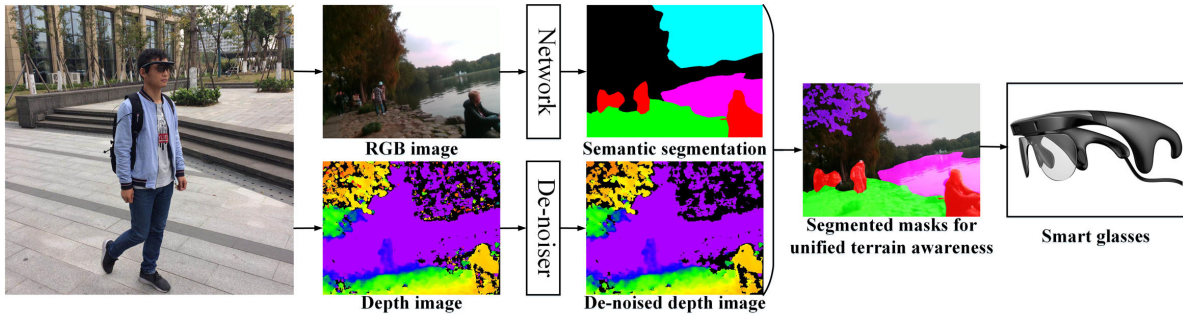 Network
RGB image
Semantic segmentation
De-noiser
Depth image
De-noised depth image
Segmented masks for
unified terrain awareness
Smart glasses